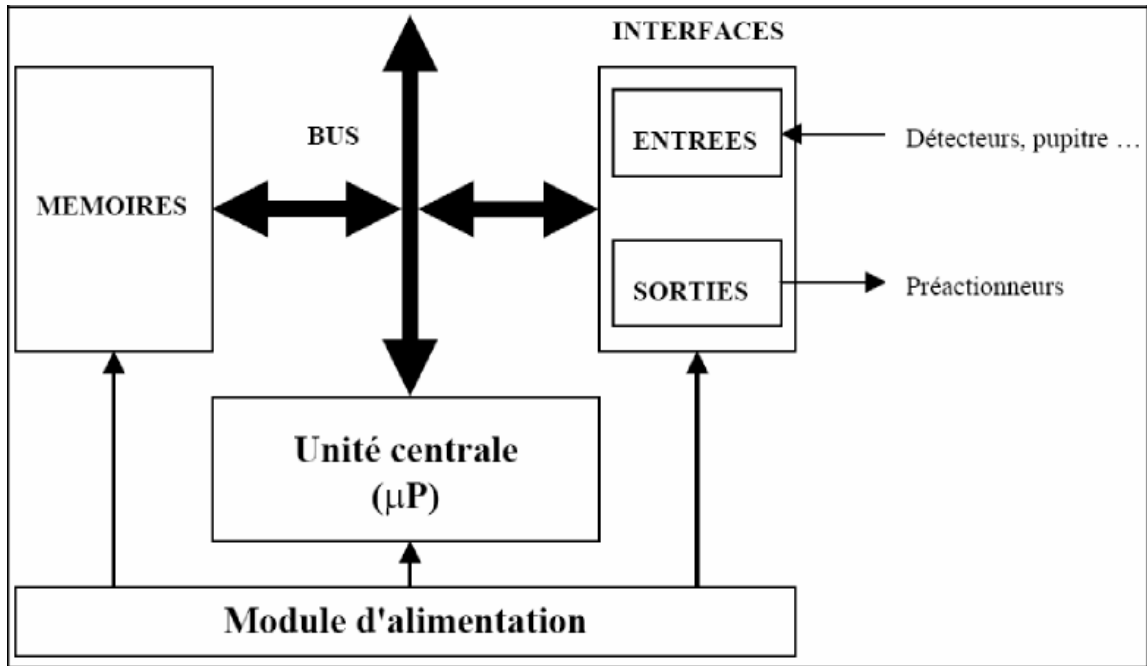 INTERFACES
BUS
MEMOIRES
ENTREES
Détecteurs, pupitre …
SORTIES
Préactionneurs
Unité centrale
(μP)
Module d'alimentation